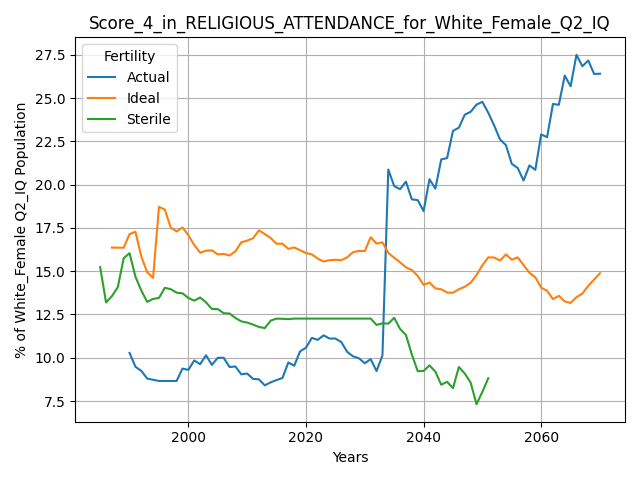 Score_4_in_RELIGIOUS_ATTENDANCE_for_White_Female_Q2_IQ
Fertility
Actual
Ideal
Sterile
% of White_Female Q2_IQ Population
27.5
25.0
22.5
20.0
17.5
15.0
12.5
10.0
7.5
2000 2020 2040 2060
Years